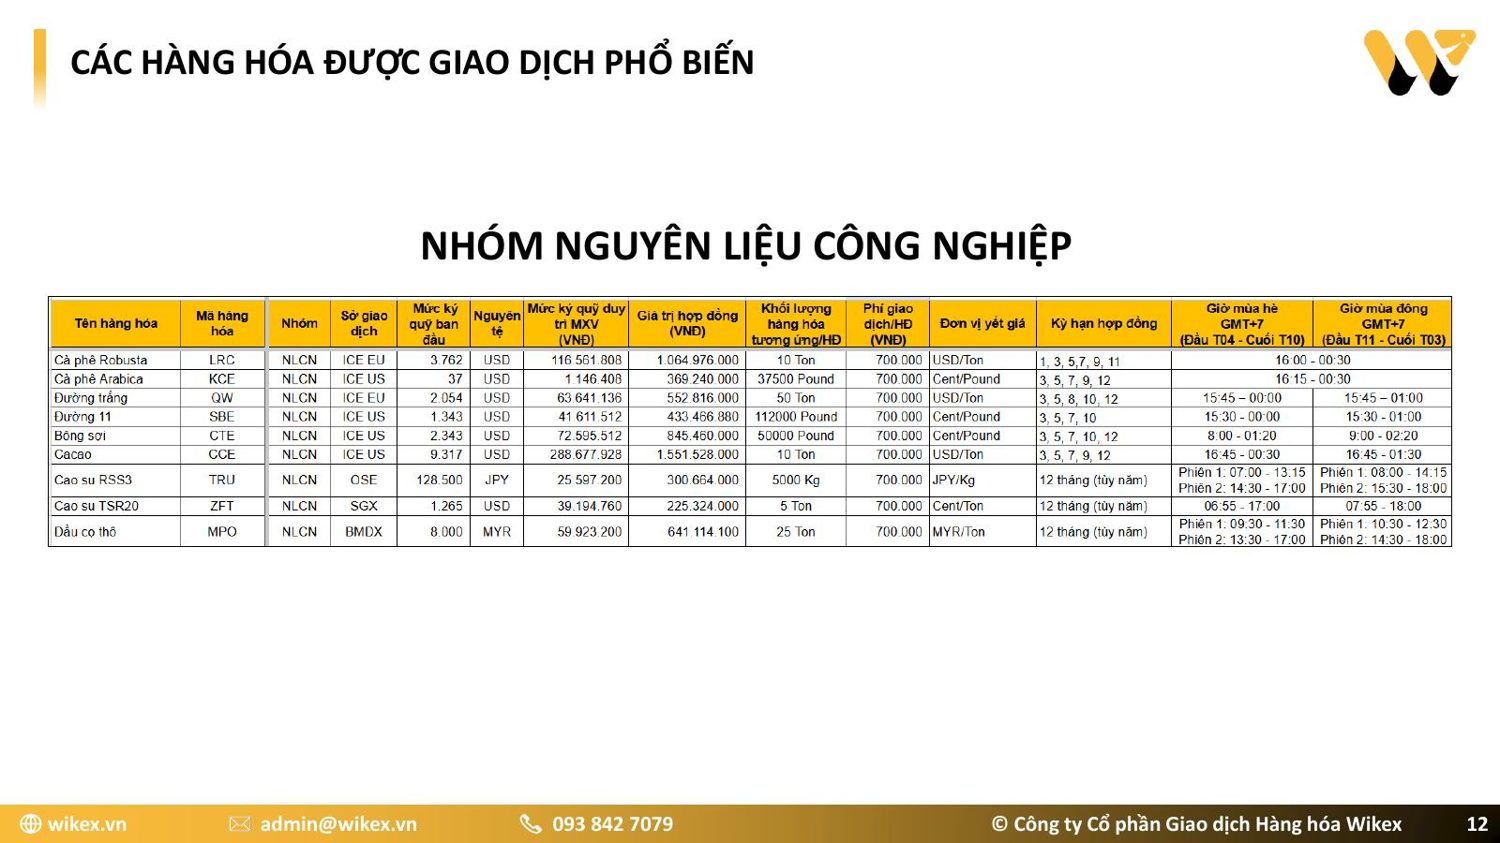 CÁC HÀNG HÓA ĐƯỢC GIAO DỊCH PHỔ BIẾN
NHÓM NGUYÊN LIỆU CÔNG NGHIỆP
Tên hàng hóa | Mã hàng hóa | Nhóm | Sở giao dịch | Mức ký quỹ ban đầu | Nguyên tệ | Mức ký quỹ duy trì MXV (VNĐ) | Giá trị hợp đồng (VNĐ) | Khối lượng hàng hóa tương ứng/HĐ | Phí giao dịch/HĐ (VNĐ) | Đơn vị yết giá | Kỳ hạn hợp đồng | Giờ mùa hè GMT+7 (Đầu T04 - Cuối T10) | Giờ mùa đông GMT+7 (Đầu T11 - Cuối T03)
Cà phê Robusta | LRC | NLCN | ICE EU | 3.762 | USD | 116.561.808 | 1.064.976.000 | 10 Ton | 700.000 | USD/Ton | 1, 3, 5,7, 9, 11 | 16:00 - 00:30
Cà phê Arabica | KCE | NLCN | ICE US | 37 | USD | 1.146.408 | 369.240.000 | 37500 Pound | 700.000 | Cent/Pound | 3, 5, 7, 9, 12 | 16:15 - 00:30
Đường trắng | QW | NLCN | ICE EU | 2.054 | USD | 63.641.136 | 552.816.000 | 50 Ton | 700.000 | USD/Ton | 3, 5, 8, 10, 12 | 15:45 – 00:00 | 15:45 – 01:00
Đường 11 | SBE | NLCN | ICE US | 1.343 | USD | 41.611.512 | 433.466.880 | 112000 Pound | 700.000 | Cent/Pound | 3, 5, 7, 10 | 15:30 - 00:00 | 15:30 - 01:00
Bông sợi | CTE | NLCN | ICE US | 2.343 | USD | 72.595.512 | 845.460.000 | 50000 Pound | 700.000 | Cent/Pound | 3, 5, 7, 10, 12 | 8:00 - 01:20 | 9:00 - 02:20
Cacao | CCE | NLCN | ICE US | 9.317 | USD | 288.677.928 | 1.551.528.000 | 10 Ton | 700.000 | USD/Ton | 3, 5, 7, 9, 12 | 16:45 - 00:30 | 16:45 - 01:30
Cao su RSS3 | TRU | NLCN | OSE | 128.500 | JPY | 25.597.200 | 300.664.000 | 5000 Kg | 700.000 | JPY/Kg | 12 tháng (tùy năm) | Phiên 1: 07:00 - 13:15 Phiên 2: 14:30 - 17:00 | Phiên 1: 08:00 - 14:15 Phiên 2: 15:30 - 18:00
Cao su TSR20 | ZFT | NLCN | SGX | 1.265 | USD | 39.194.760 | 225.324.000 | 5 Ton | 700.000 | Cent/Ton | 12 tháng (tùy năm) | 06:55 - 17:00 | 07:55 - 18:00
Dầu cọ thô | MPO | NLCN | BMDX | 8.000 | MYR | 59.923.200 | 641.114.100 | 25 Ton | 700.000 | MYR/Ton | 12 tháng (tùy năm) | Phiên 1: 09:30 - 11:30 Phiên 2: 13:30 - 17:00 | Phiên 1: 10:30 - 12:30 Phiên 2: 14:30 - 18:00
wikex.vn admin@wikex.vn 093 842 7079 © Công ty Cổ phần Giao dịch Hàng hóa Wikex 12